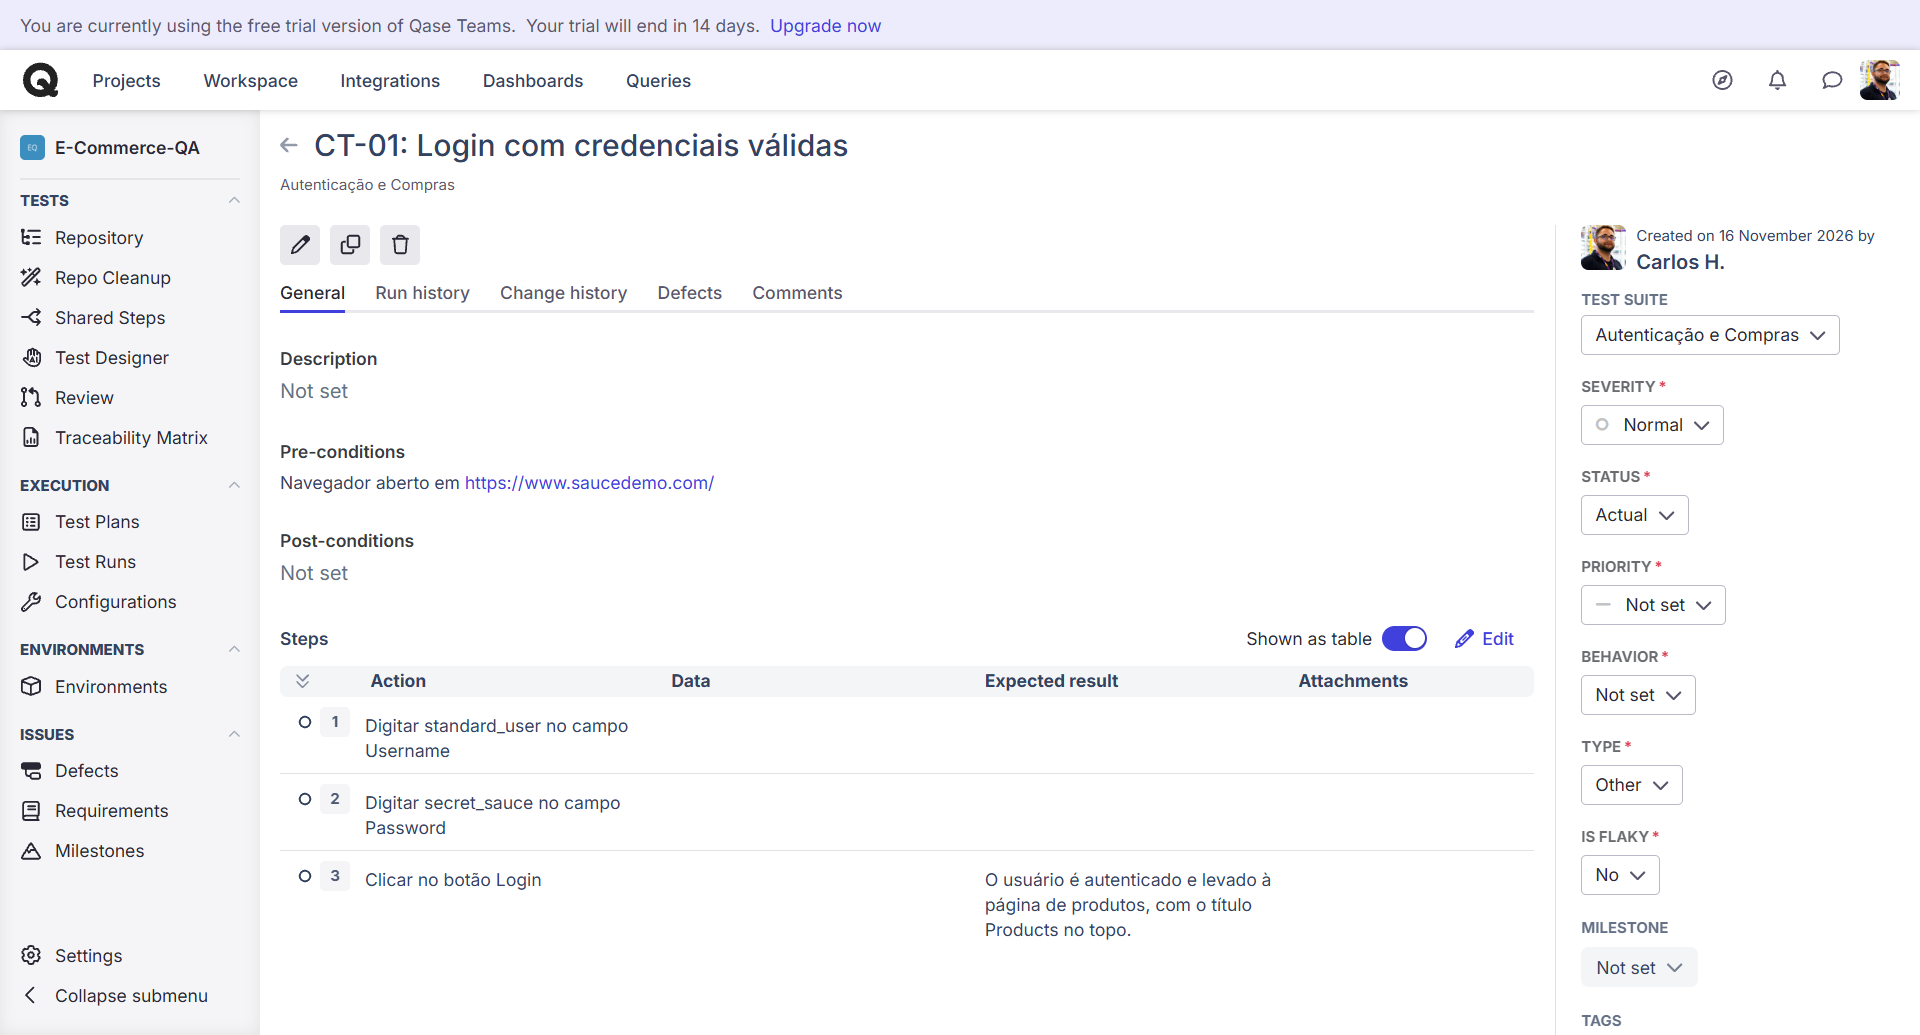 You are currently using the free trial version of Qase Teams. Your trial will end in 14 days. Upgrade now
Projects
Workspace
Integrations
Dashboards
Queries
EQ
E-Commerce-QA
TESTS
Repository
Repo Cleanup
Shared Steps
Test Designer
Review
Traceability Matrix
EXECUTION
Test Plans
Test Runs
Configurations
ENVIRONMENTS
Environments
ISSUES
Defects
Requirements
Milestones
Settings
Collapse submenu
CT-01: Login com credenciais válidas
Autenticação e Compras
General
Run history
Change history
Defects
Comments
Description
Not set
Pre-conditions
Navegador aberto em https://www.saucedemo.com/
Post-conditions
Not set
Steps
Shown as table
Edit
Action
Data
Expected result
Attachments
1
Digitar standard_user no campo
Username
2
Digitar secret_sauce no campo
Password
3
Clicar no botão Login
O usuário é autenticado e levado à
página de produtos, com o título
Products no topo.
Created on 16 November 2026 by
Carlos H.
TEST SUITE
Autenticação e Compras
SEVERITY *
Normal
STATUS *
Actual
PRIORITY *
Not set
BEHAVIOR *
Not set
TYPE *
Other
IS FLAKY *
No
MILESTONE
Not set
TAGS